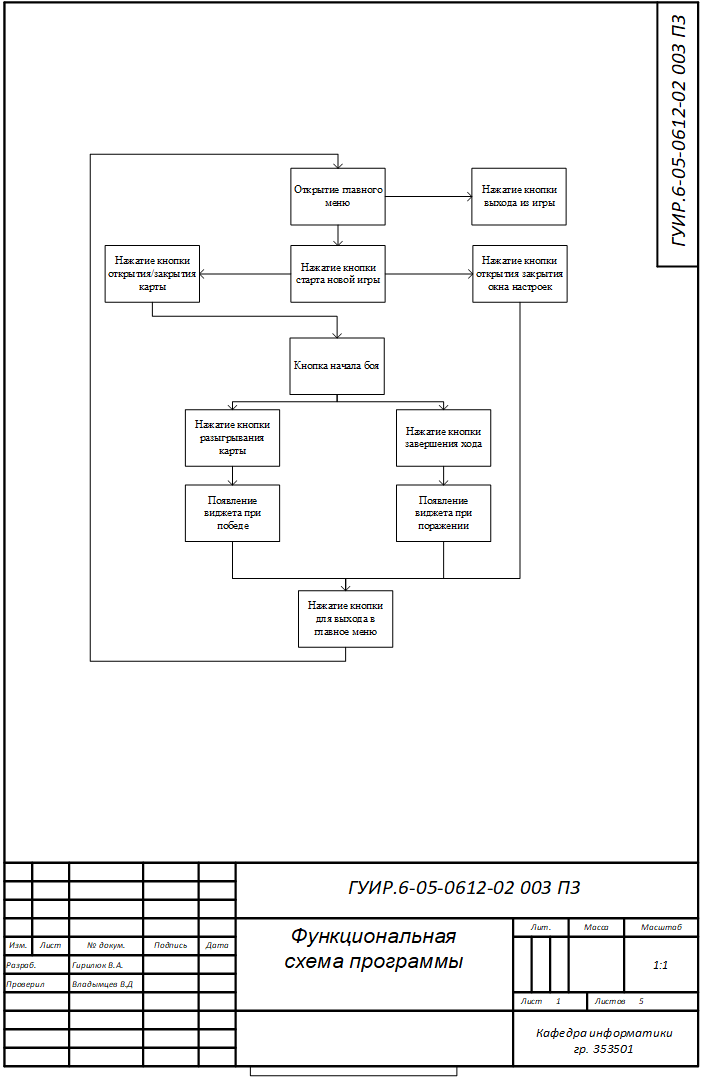 ГУИР.6-05-0612-02 003 ПЗ
Открытие главного
меню
Нажатие кнопки
выхода из игры
Нажатие кнопки
открытия/закрытия
карты
Нажатие кнопки
старта новой игры
Нажатие кнопки
открытия закрытия
окна настроек
Кнопка начала боя
Нажатие кнопки
разыгрывания
карты
Нажатие кнопки
завершения хода
Появление
виджета при
победе
Появление
виджета при
поражении
Нажатие кнопки
для выхода в
главное меню
ГУИР.6-05-0612-02 003 ПЗ
Изм. Лист № докум. Подпись Дата
Разраб. Гирилюк В.А.
Проверил Владымцев В.Д
Функциональная
схема программы
Лит. Масса Масштаб
1:1
Лист 1 Листов 5
Кафедра информатики
гр. 353501